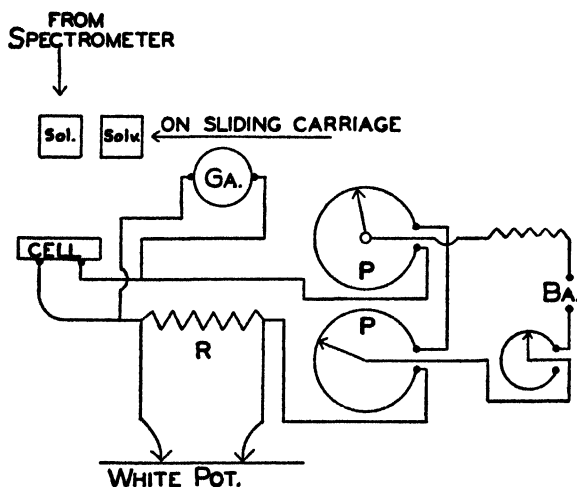 FROM
SPECTROMETER
Sol.
Solv.
ON SLIDING CARRIAGE
GA.
CELL
P
BA.
P
R
WHITE POT.